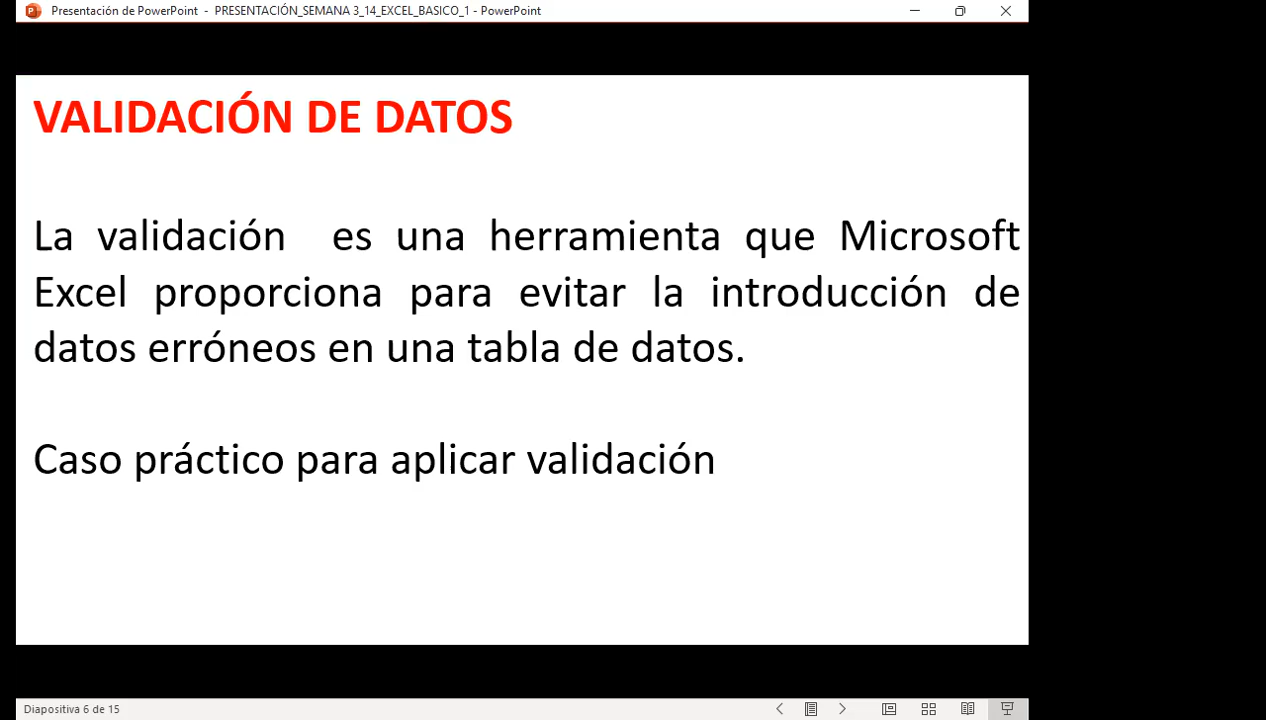 Presentación de PowerPoint - PRESENTACIÓN_SEMANA 3_14_EXCEL_BASICO_1 - PowerPoint
VALIDACIÓN DE DATOS
La validación es una herramienta que Microsoft
Excel proporciona para evitar la introducción de
datos erróneos en una tabla de datos.
Caso práctico para aplicar validación
Diapositiva 6 de 15